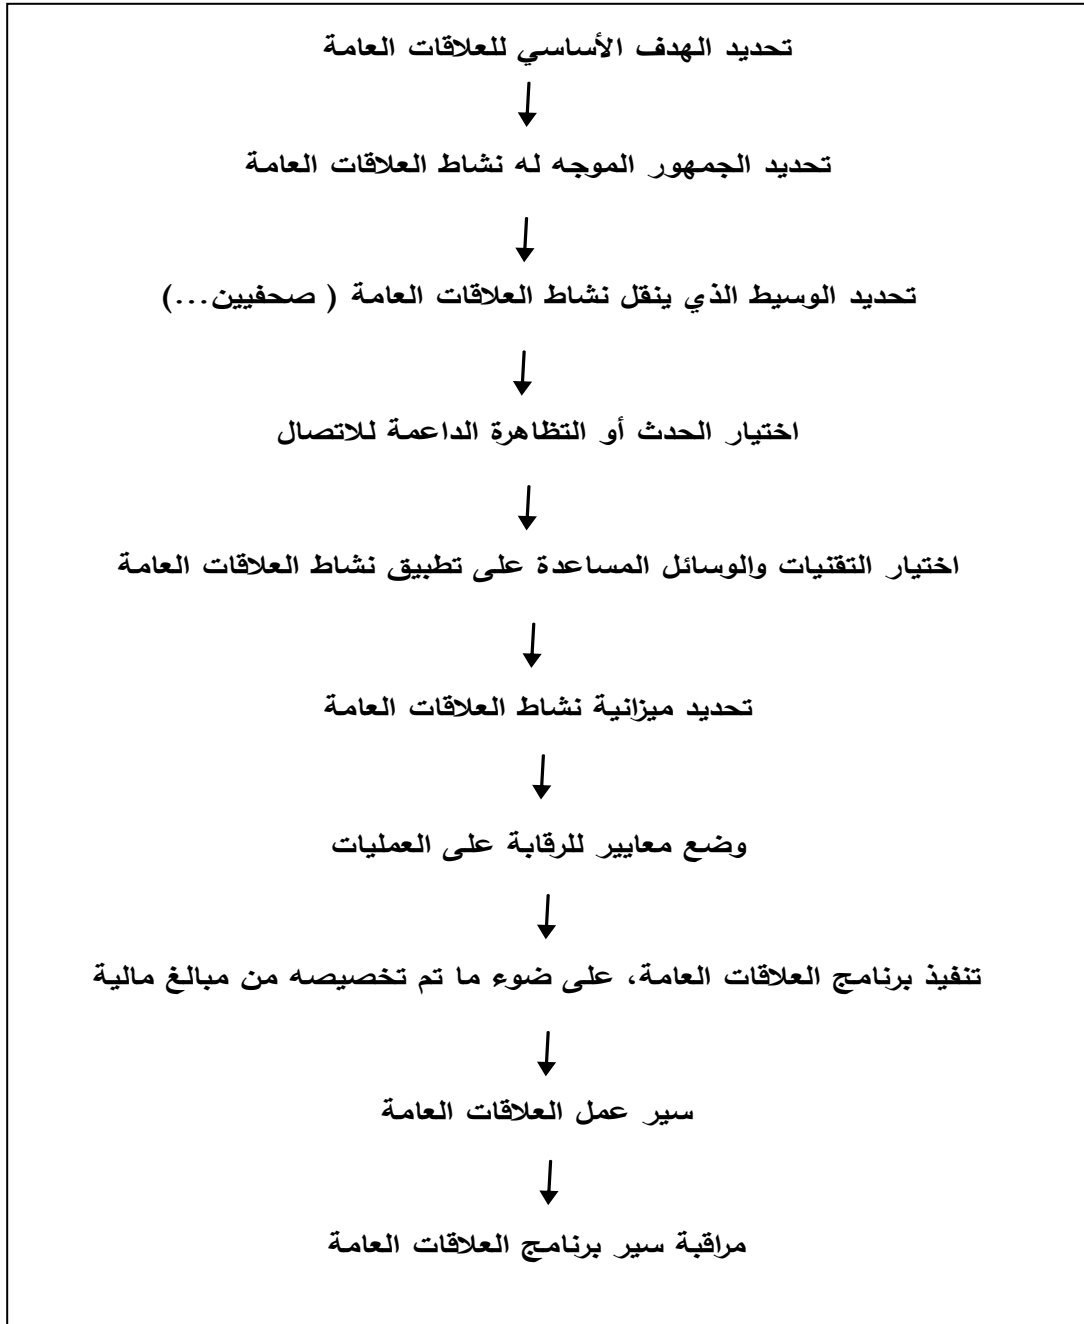 تحديد الهدف الأساسي للعلاقات العامة
تحديد الجمهور الموجه له نشاط العلاقات العامة
تحديد الوسيط الذي ينقل نشاط العلاقات العامة ( صحفيين...)
اختيار الحدث أو التظاهرة الداعمة للاتصال
اختيار التقنيات والوسائل المساعدة على تطبيق نشاط العلاقات العامة
تحديد ميزانية نشاط العلاقات العامة
وضع معايير للرقابة على العمليات
تنفيذ برنامج العلاقات العامة، على ضوء ما تم تخصيصه من مبالغ مالية
سير عمل العلاقات العامة
مراقبة سير برنامج العلاقات العامة